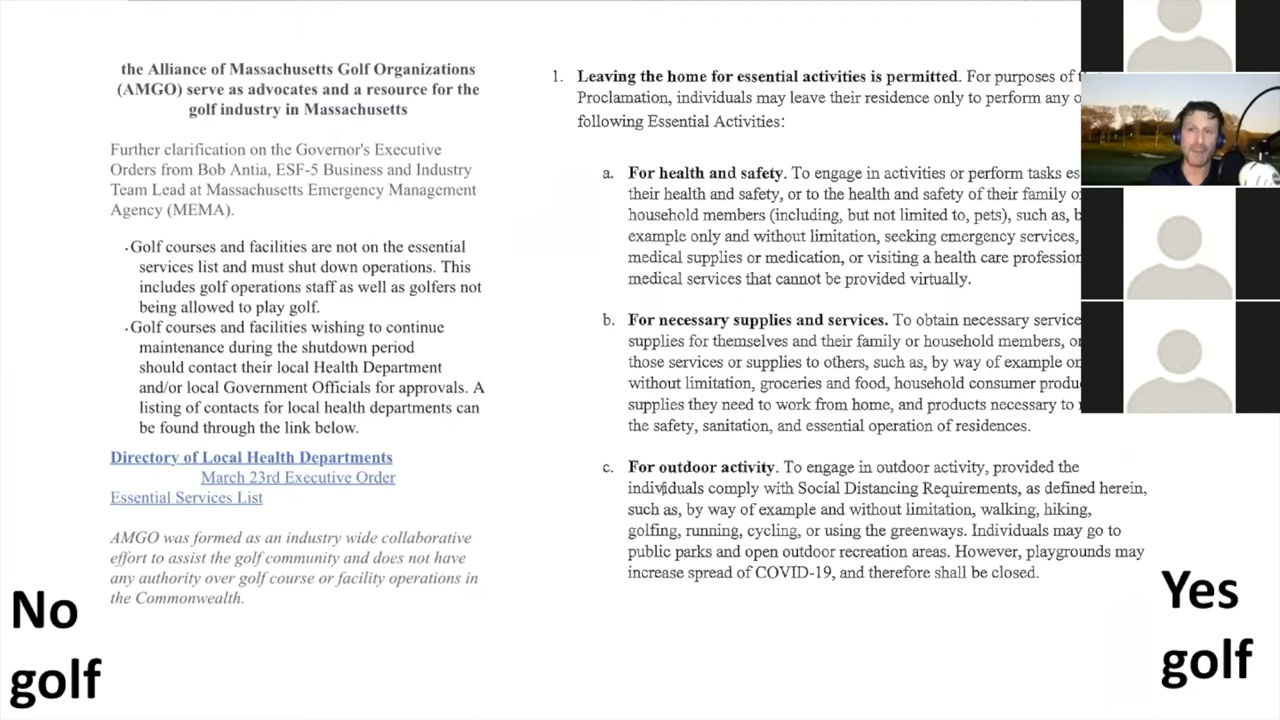 the Alliance of Massachusetts Golf Organizations
(AMGO) serve as advocates and a resource for the
golf industry in Massachusetts
Further clarification on the Governor's Executive
Orders from Bob Antia, ESF-5 Business and Industry
Team Lead at Massachusetts Emergency Management
Agency (MEMA).
·Golf courses and facilities are not on the essential
services list and must shut down operations. This
includes golf operations staff as well as golfers not
being allowed to play golf.
·Golf courses and facilities wishing to continue
maintenance during the shutdown period
should contact their local Health Department
and/or local Government Officials for approvals. A
listing of contacts for local health departments can
be found through the link below.
Directory of Local Health Departments
March 23rd Executive Order
Essential Services List
AMGO was formed as an industry wide collaborative
effort to assist the golf community and does not have
any authority over golf course or facility operations in
the Commonwealth.
No
golf
1. Leaving the home for essential activities is permitted. For purposes of
Proclamation, individuals may leave their residence only to perform any
following Essential Activities:
a. For health and safety. To engage in activities or perform tasks
their health and safety, or to the health and safety of their family
household members (including, but not limited to, pets), such as,
example only and without limitation, seeking emergency services,
medical supplies or medication, or visiting a health care
medical services that cannot be provided virtually.
b. For necessary supplies and services. To obtain necessary
supplies for themselves and their family or household members,
those services or supplies to others, such as, by way of example
without limitation, groceries and food, household consumer
supplies they need to work from home, and products necessary to
the safety, sanitation, and essential operation of residences.
c. For outdoor activity. To engage in outdoor activity, provided the
individuals comply with Social Distancing Requirements, as defined herein,
such as, by way of example and without limitation, walking, hiking,
golfing, running, cycling, or using the greenways. Individuals may go to
public parks and open outdoor recreation areas. However, playgrounds may
increase spread of COVID-19, and therefore shall be closed.
Yes
golf